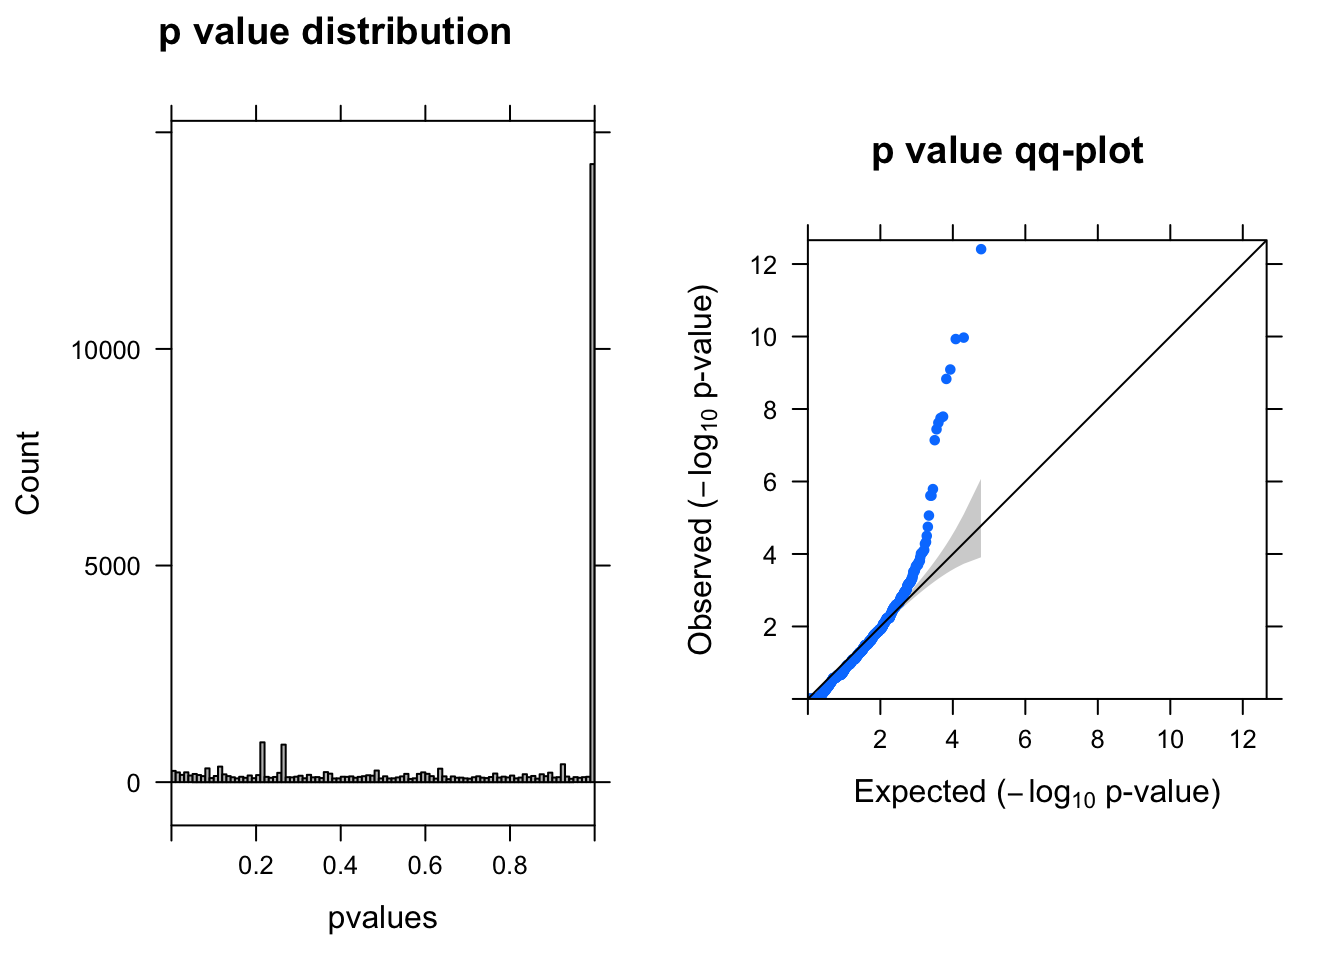 p value distribution
Count
10000
5000
0
0.2 0.4 0.6 0.8
pvalues
p value qq-plot
Observed (−log10 p-value)
12
10
8
6
4
2
2 4 6 8 10 12
Expected (−log10 p-value)